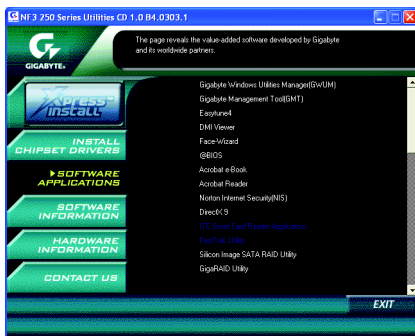 NF3 250 Series Utilities CD 1.0 B4.0303.1
The page reveals the value-added software developed by Gigabyte
and its worldwide partners.
GIGABYTE
Xpress
Install
INSTALL
CHIPSET DRIVERS
SOFTWARE
APPLICATIONS
SOFTWARE
INFORMATION
HARDWARE
INFORMATION
CONTACT US
Gigabyte Windows Utilities Manager(GWUM)
Gigabyte Management Tool(GMT)
Easytune4
DMI Viewer
Face-Wizard
@BIOS
Acrobat e-Book
Acrobat Reader
Norton Internet Security(NIS)
DirectX 9
Silicon Image SATA RAID Utility
GigaRAID Utility
EXIT